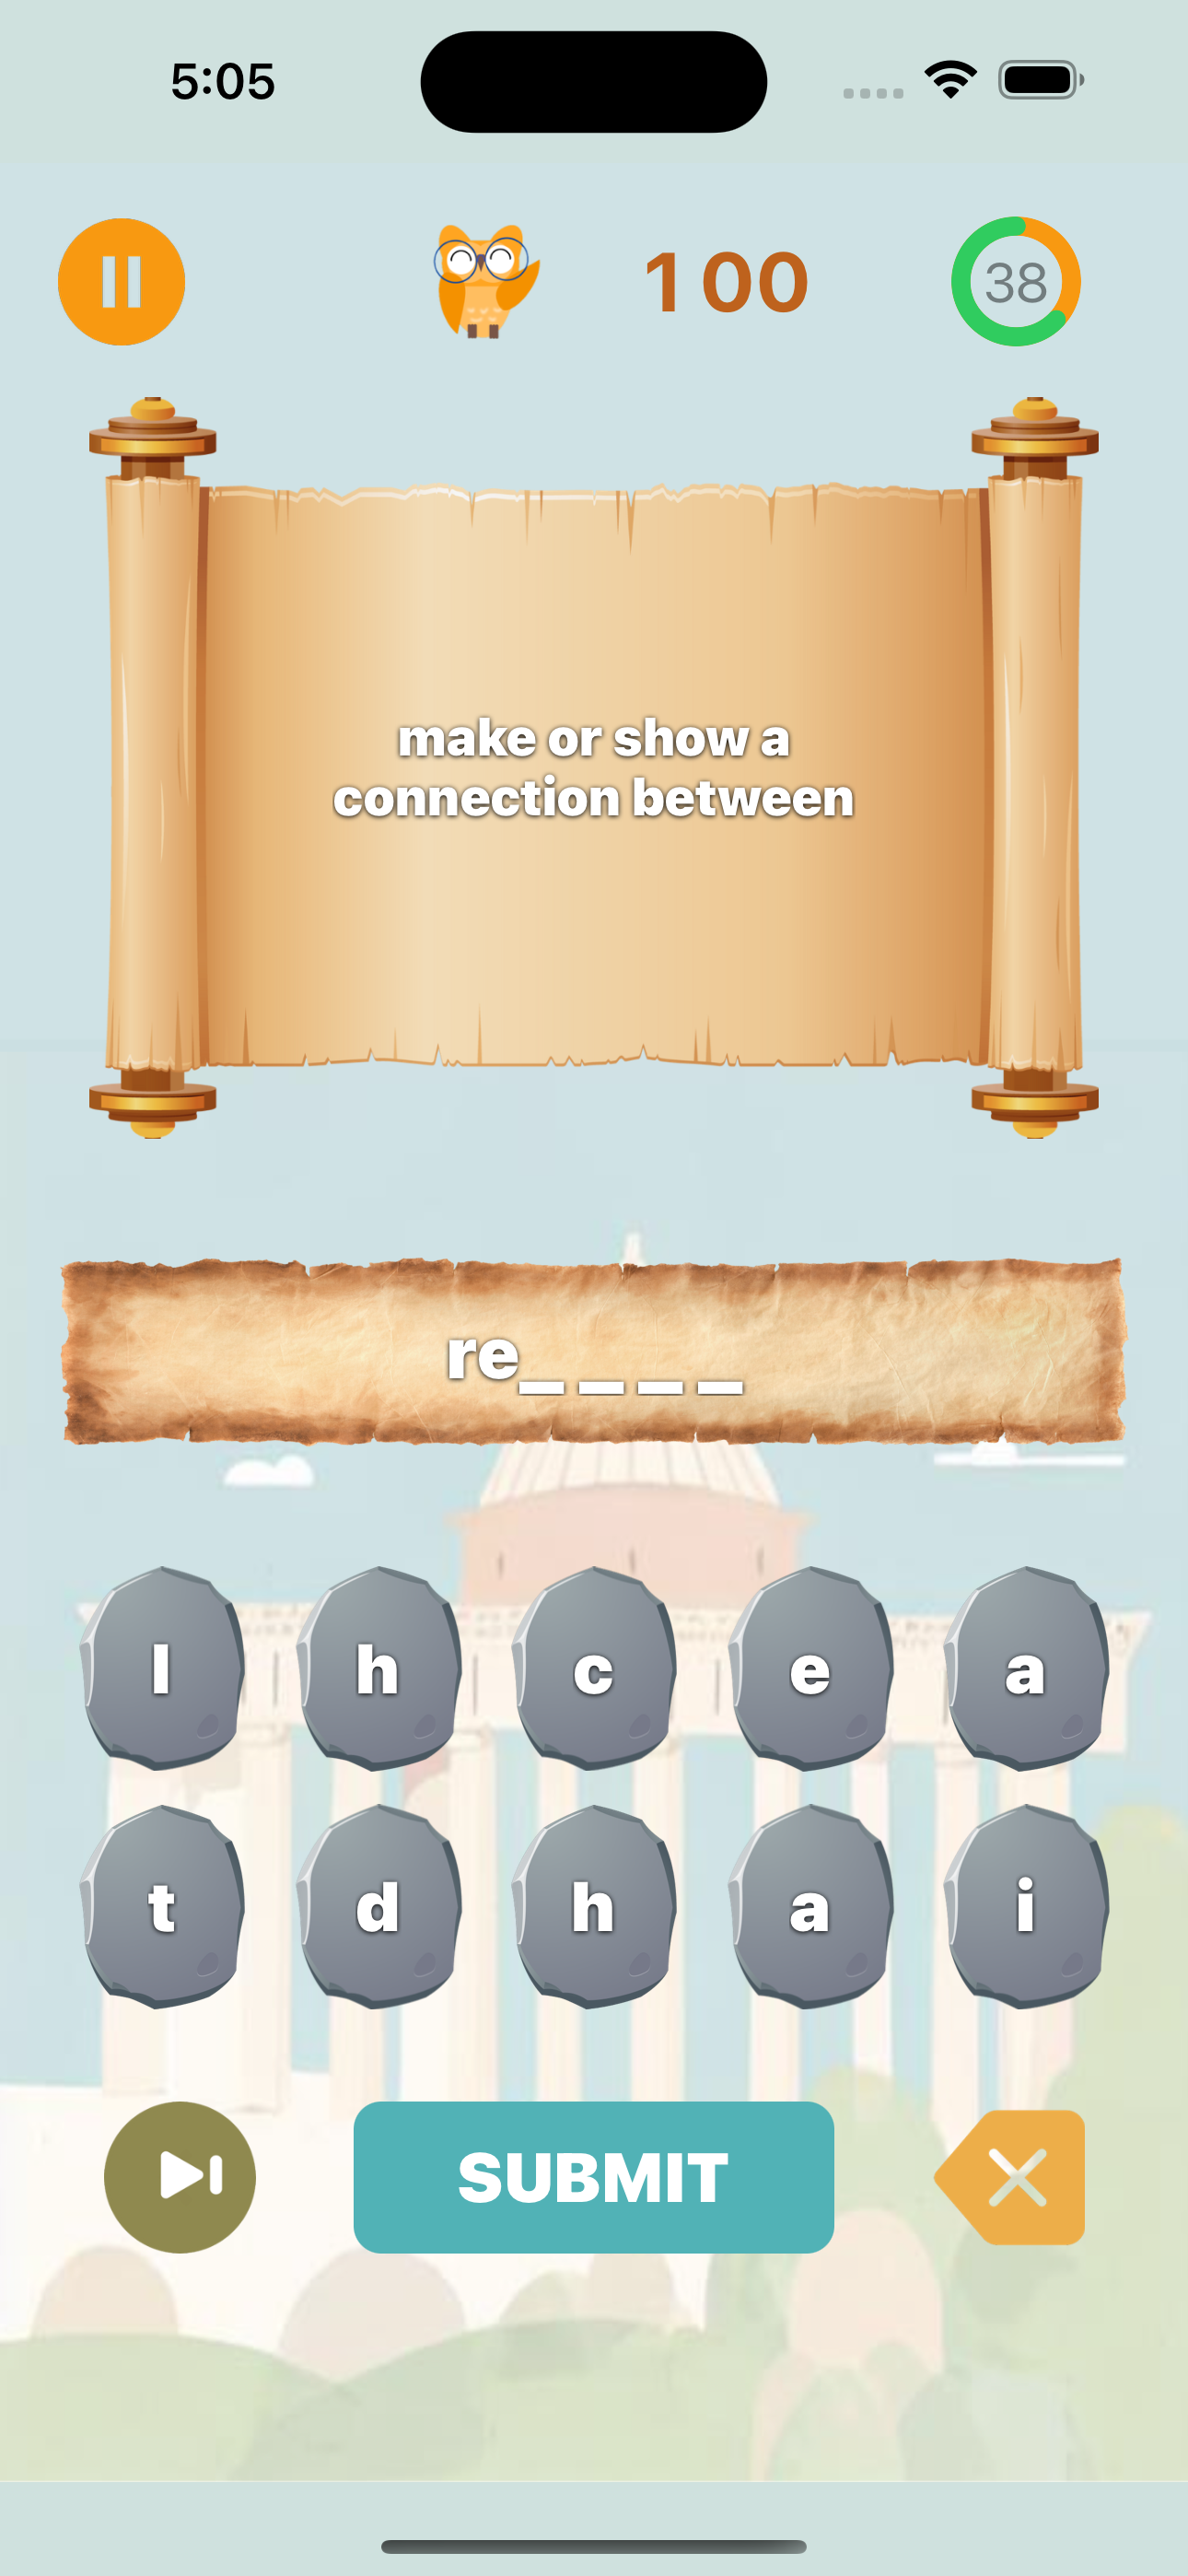 5:05
100
38
make or show a
connection between
re_ _ _ _
l h c e a
t d h a i
SUBMIT